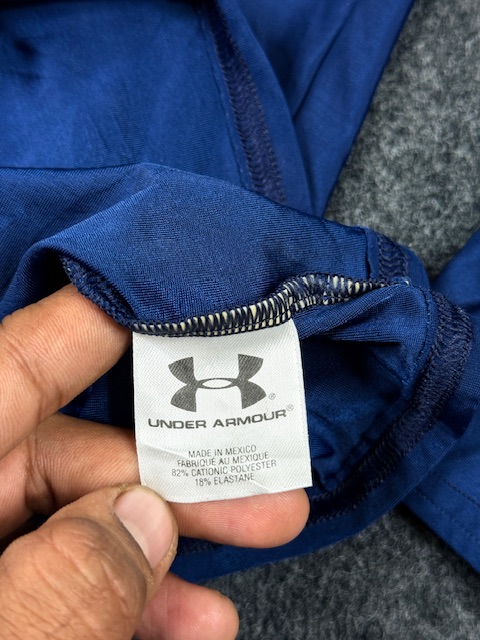 ®
UNDER ARMOUR®
MADE IN MEXICO
FABRIQUÉ AU MEXIQUE
82% CATIONIC POLYESTER
18% ELASTANE